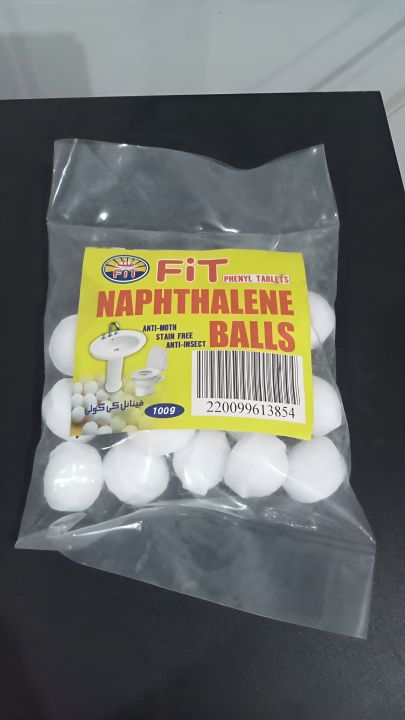 FiT
FiT
PHENYL TABLETS
NAPHTHALENE
BALLS
ANTI-MOTH
STAIN FREE
ANTI-INSECT
فینائل کی گولی
100g
220099613854